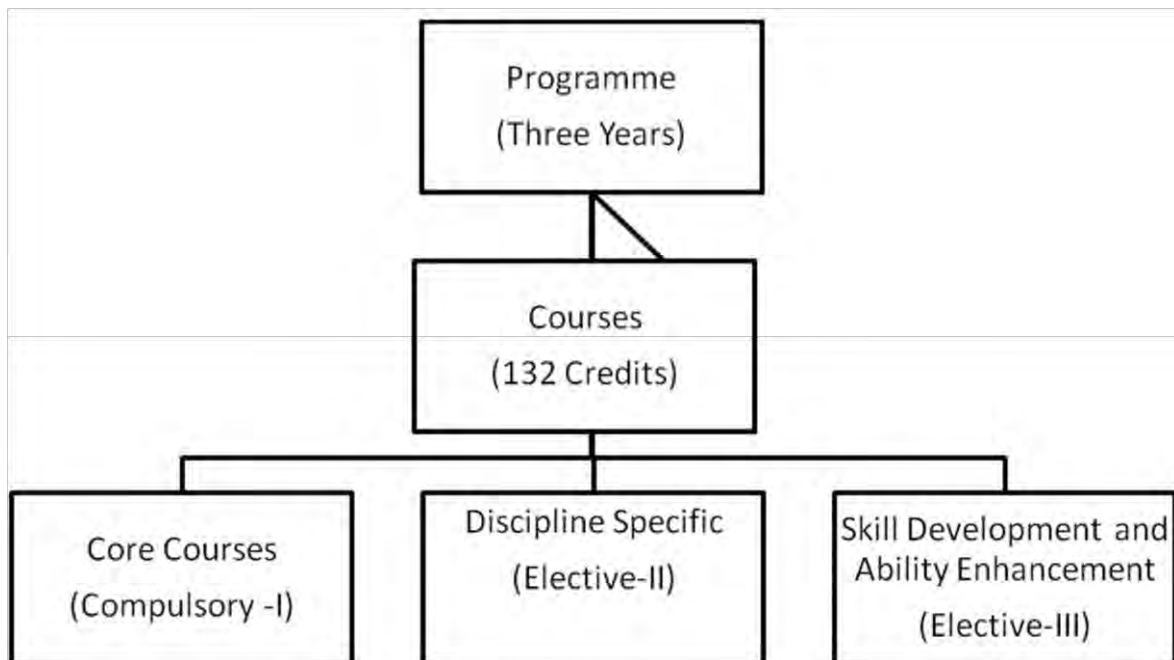 Programme
(Three Years)
Courses
(132 Credits)
Core Courses
(Compulsory -I)
Discipline Specific
(Elective-II)
Skill Development and
Ability Enhancement
(Elective-III)